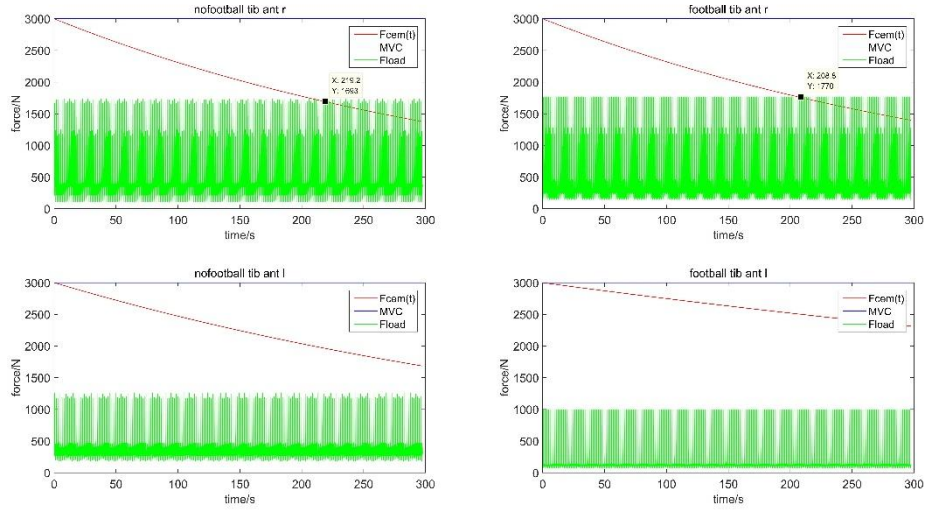 nofootball tib ant r
3000
2500
2000
1500
1000
500
0
force/N
Fcem(t)
MVC
Fload
X: 219.2
Y: 1693
0 50 100 150 200 250 300
time/s
football tib ant r
3000
2500
2000
1500
1000
500
0
force/N
Fcem(t)
MVC
Fload
X: 208.5
Y: 1770
0 50 100 150 200 250 300
time/s
nofootball tib ant l
3000
2500
2000
1500
1000
500
0
force/N
Fcem(t)
MVC
Fload
0 50 100 150 200 250 300
time/s
football tib ant l
3000
2500
2000
1500
1000
500
0
force/N
Fcem(t)
MVC
Fload
0 50 100 150 200 250 300
time/s